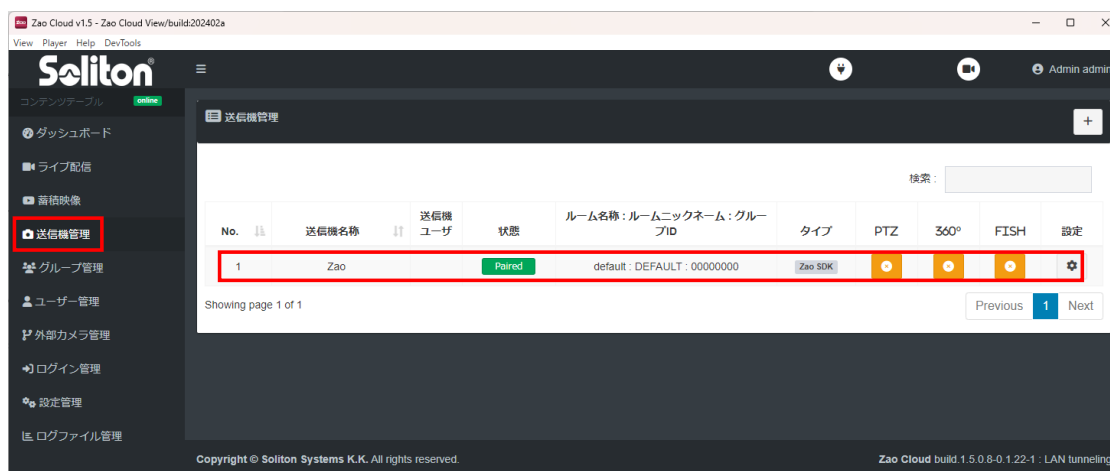 Zao Cloud v1.5 - Zao Cloud View/build:202402a
View Player Help DevTools
Soliton®
Admin admin
コンテンツテーブル online
ダッシュボード
ライブ配信
蓄積映像
送信機管理
グループ管理
ユーザー管理
外部カメラ管理
ログイン管理
設定管理
ログファイル管理
送信機管理
+
検索 :
No. 送信機名称 送信機ユーザ 状態 ルーム名称 : ルームニックネーム : グループID タイプ PTZ 360° FISH 設定
1 Zao Paired default : DEFAULT : 00000000 Zao SDK
Showing page 1 of 1
Previous 1 Next
Copyright © Soliton Systems K.K. All rights reserved.
Zao Cloud build.1.5.0.8-0.1.22-1 : LAN tunneling